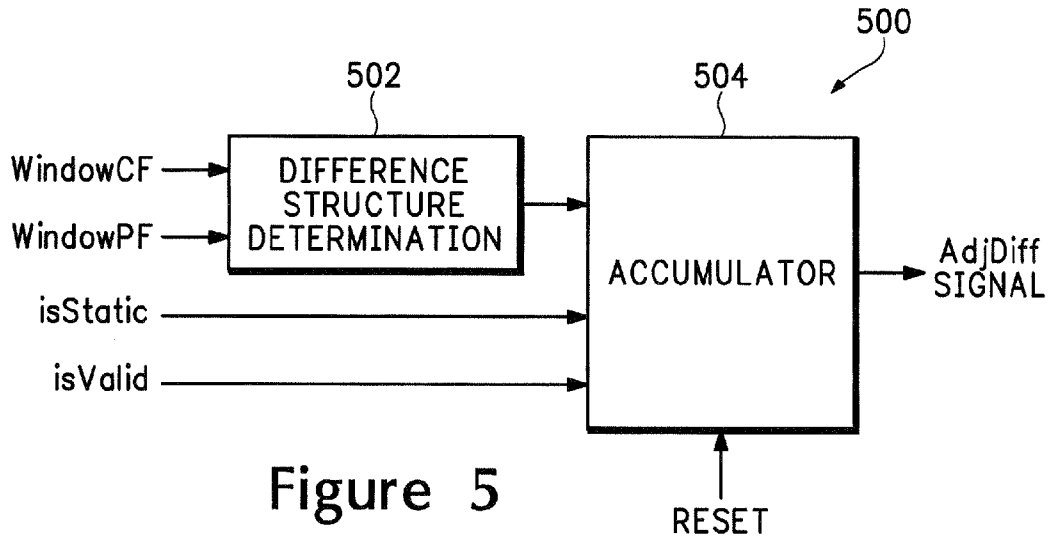 500
502
504
WindowCF
WindowPF
DIFFERENCE
STRUCTURE
DETERMINATION
isStatic
isValid
ACCUMULATOR
AdjDiff
SIGNAL
RESET
Figure 5